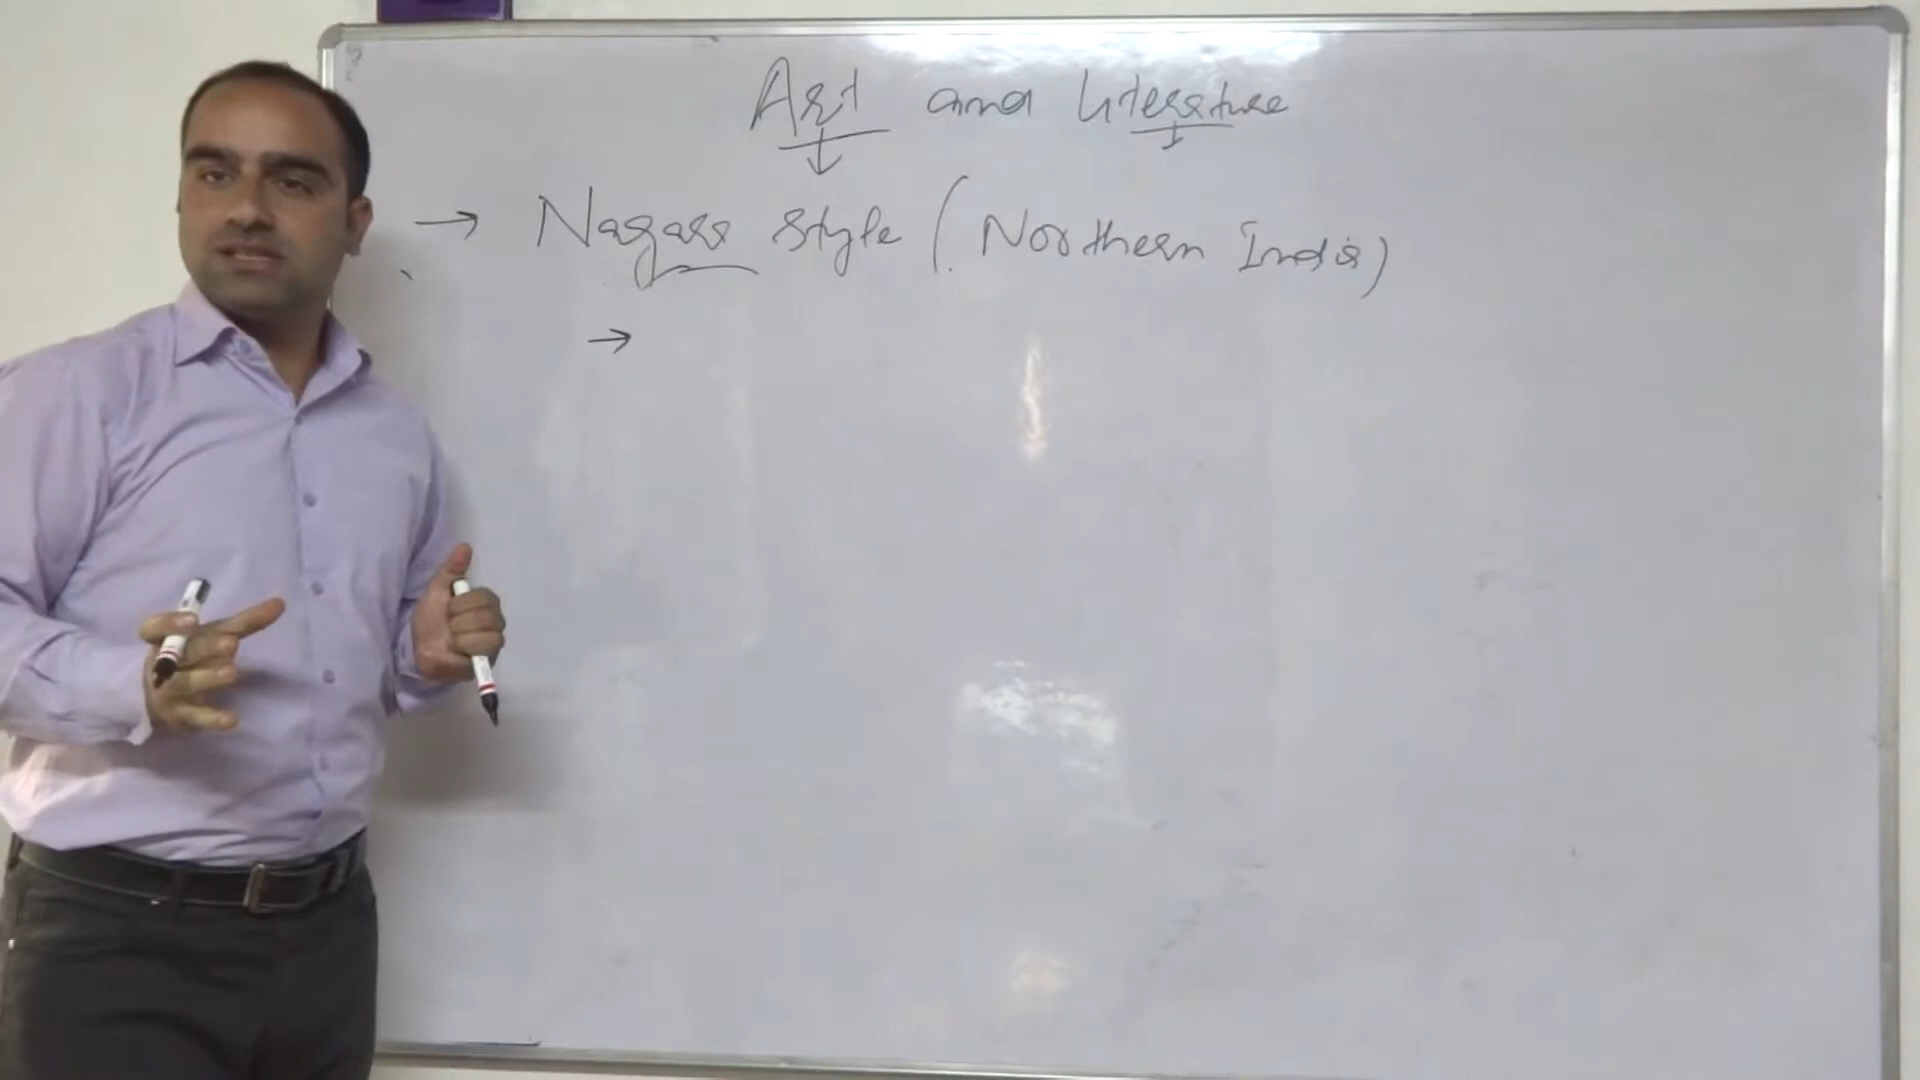 Art and Literature
→ Nagara style (Northern India)
→